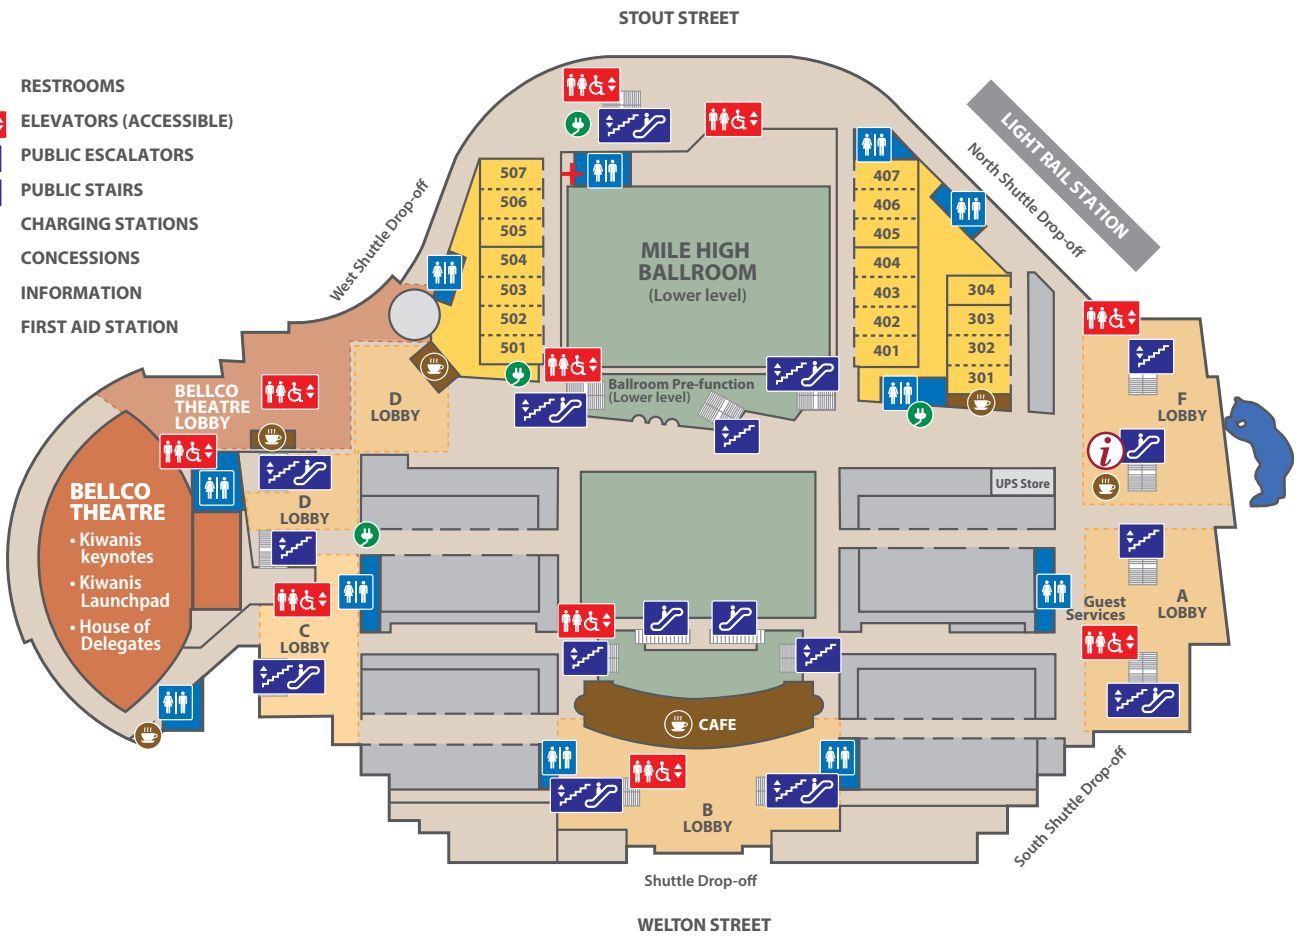 STOUT STREET
RESTROOMS
ELEVATORS (ACCESSIBLE)
PUBLIC ESCALATORS
PUBLIC STAIRS
CHARGING STATIONS
CONCESSIONS
INFORMATION
FIRST AID STATION
LIGHT RAIL STATION
North Shuttle Drop-off
West Shuttle Drop-off
507
506
505
504
503
502
501
MILE HIGH
BALLROOM
(Lower level)
407
406
405
404
403
402
401
304
303
302
301
Ballroom Pre-function
(Lower level)
BELLCO
THEATRE
LOBBY
D
LOBBY
F
LOBBY
i
UPS Store
BELLCO
THEATRE
• Kiwanis
keynotes
• Kiwanis
Launchpad
• House of
Delegates
D
LOBBY
C
LOBBY
Guest
Services
A
LOBBY
CAFE
B
LOBBY
South Shuttle Drop-off
Shuttle Drop-off
WELTON STREET